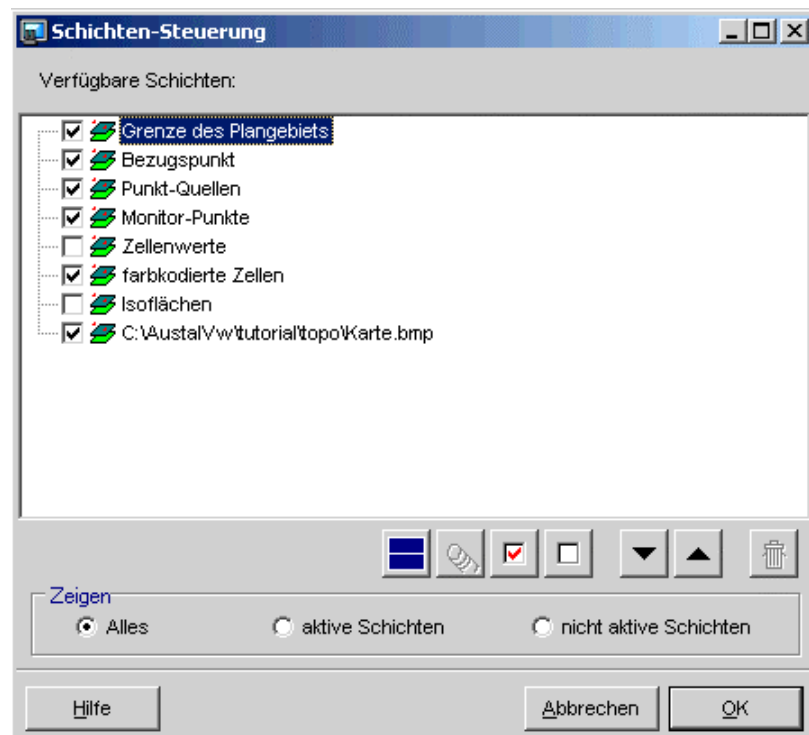 Schichten-Steuerung
Verfügbare Schichten:
Grenze des Plangebiets
Bezugspunkt
Punkt-Quellen
Monitor-Punkte
Zellenwerte
farbkodierte Zellen
Isoflächen
C:\AustalVw\tutorial\topo\Karte.bmp
Zeigen
Alles aktive Schichten nicht aktive Schichten
Hilfe Abbrechen OK